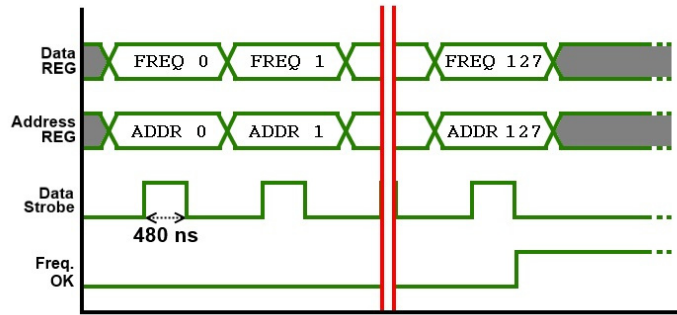 Data
REG
FREQ 0
FREQ 1
FREQ 127
Address
REG
ADDR 0
ADDR 1
ADDR 127
Data
Strobe
480 ns
Freq.
OK